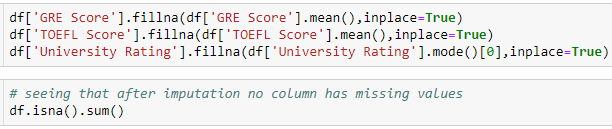 df['GRE Score'].fillna(df['GRE Score'].mean(),inplace=True)
df['TOEFL Score'].fillna(df['TOEFL Score'].mean(),inplace=True)
df['University Rating'].fillna(df['University Rating'].mode()[0],inplace=True)
# seeing that after imputation no column has missing values
df.isna().sum()